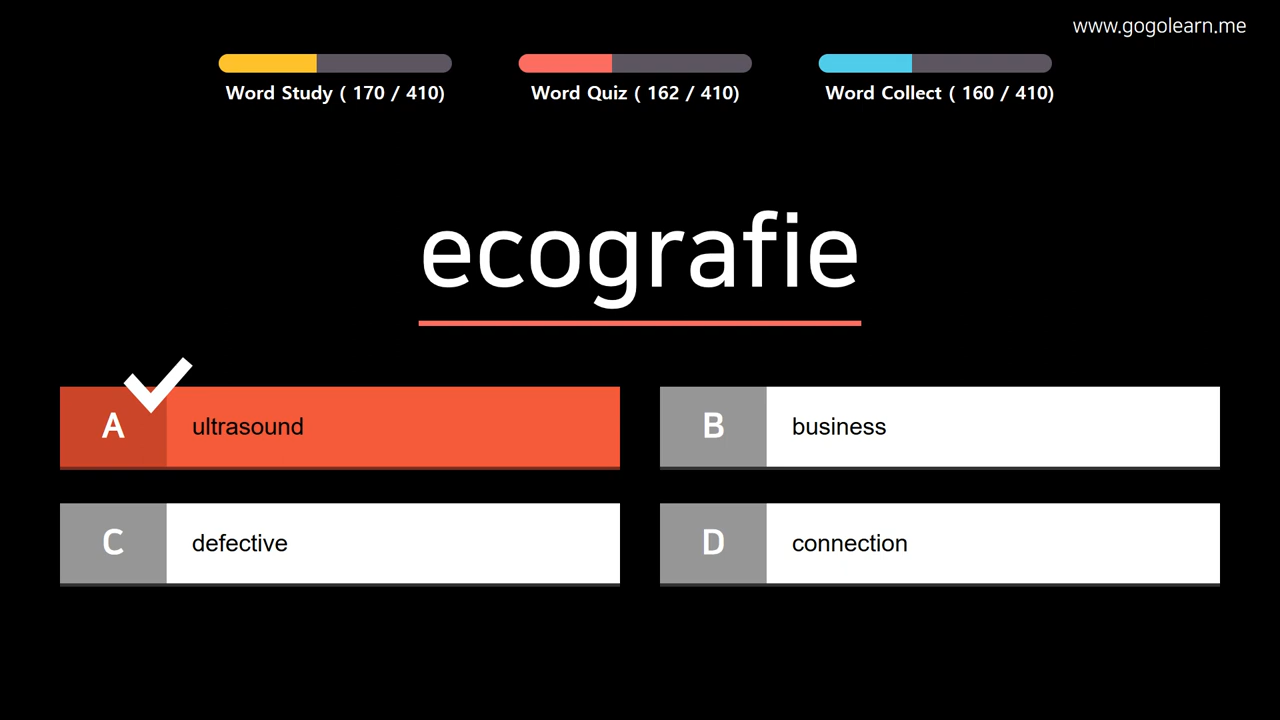 www.gogolearn.me
Word Study ( 170 / 410)
Word Quiz ( 162 / 410)
Word Collect ( 160 / 410)
ecografie
A ultrasound
B business
C defective
D connection